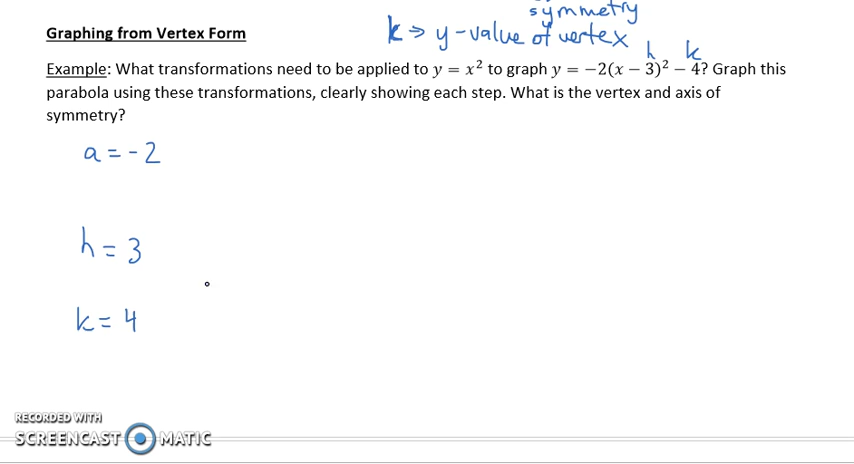 symmetry
Graphing from Vertex Form
k ⇒ y-value of vertex
h k
Example: What transformations need to be applied to y = x² to graph y = −2(x − 3)² − 4? Graph this
parabola using these transformations, clearly showing each step. What is the vertex and axis of
symmetry?
a = -2
h = 3
k = 4
RECORDED WITH
SCREENCAST MATIC